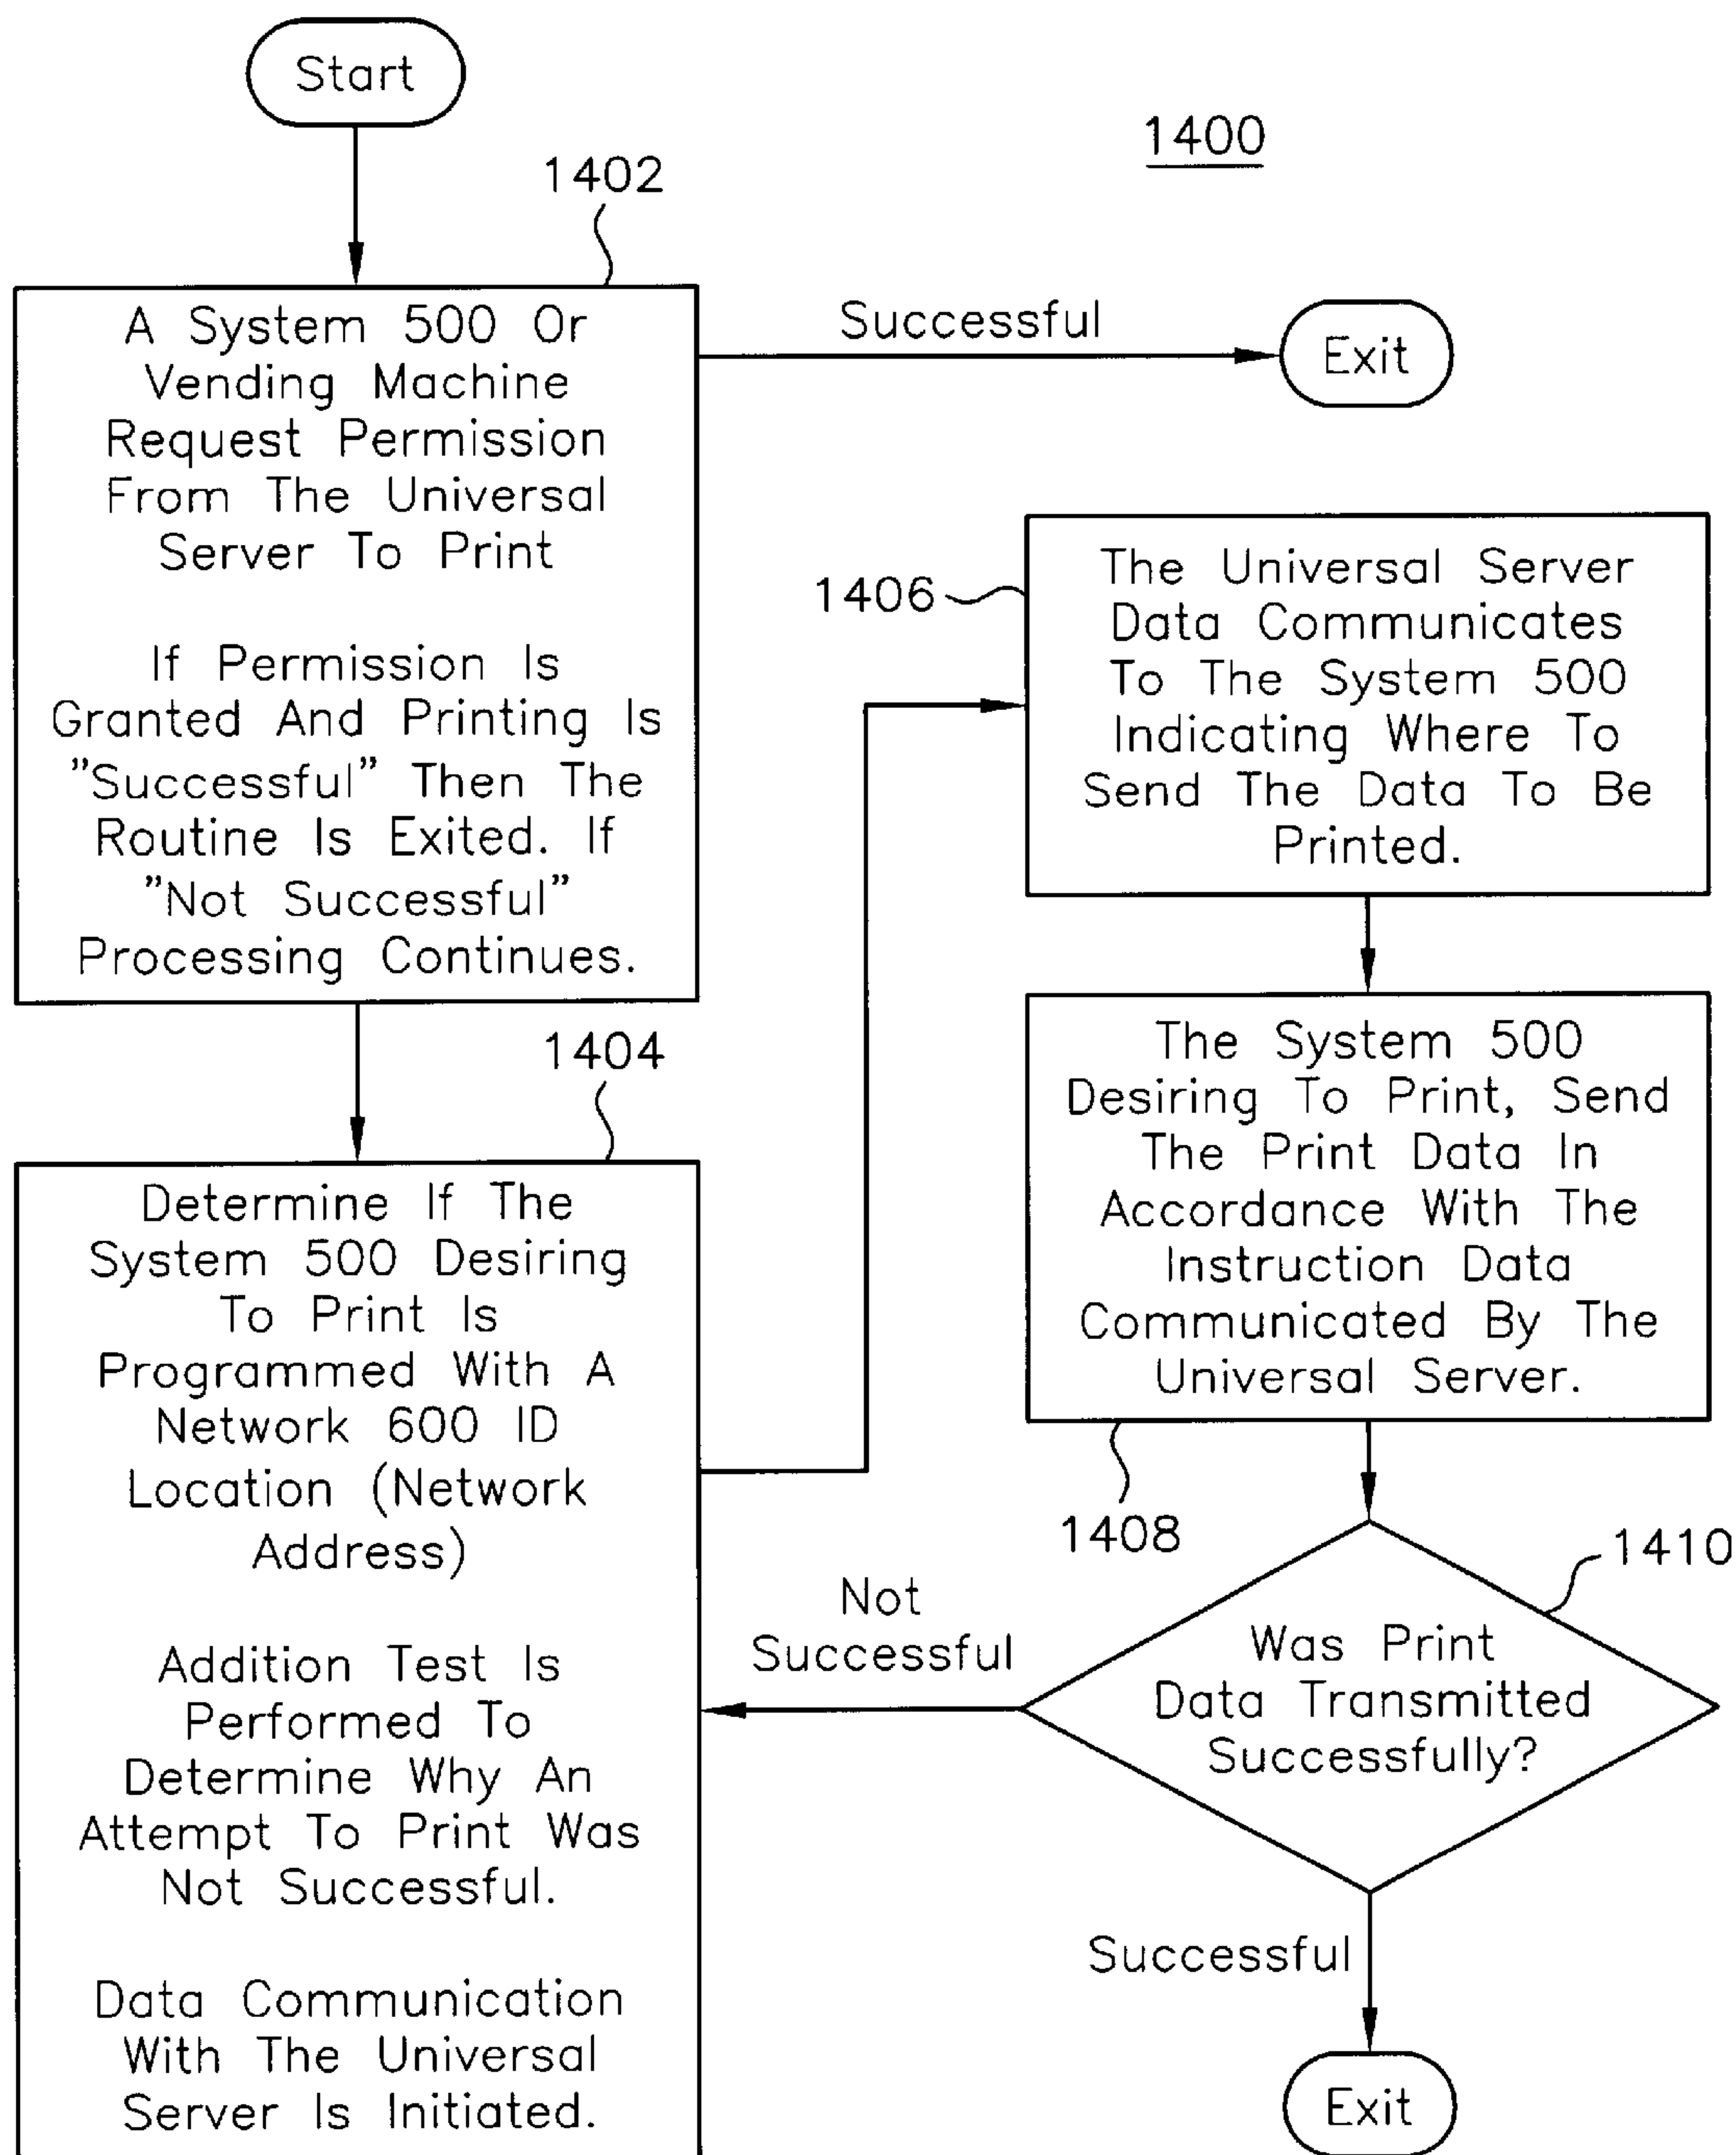 Start
1400
1402
A System 500 Or
Vending Machine
Request Permission
From The Universal
Server To Print
If Permission Is
Granted And Printing Is
"Successful" Then The
Routine Is Exited. If
"Not Successful"
Processing Continues.
Successful
Exit
1404
Determine If The
System 500 Desiring
To Print Is
Programmed With A
Network 600 ID
Location (Network
Address)
Addition Test Is
Performed To
Determine Why An
Attempt To Print Was
Not Successful.
Data Communication
With The Universal
Server Is Initiated.
1406
The Universal Server
Data Communicates
To The System 500
Indicating Where To
Send The Data To Be
Printed.
The System 500
Desiring To Print, Send
The Print Data In
Accordance With The
Instruction Data
Communicated By The
Universal Server.
1408
1410
Was Print
Data Transmitted
Successfully?
Not
Successful
Successful
Exit